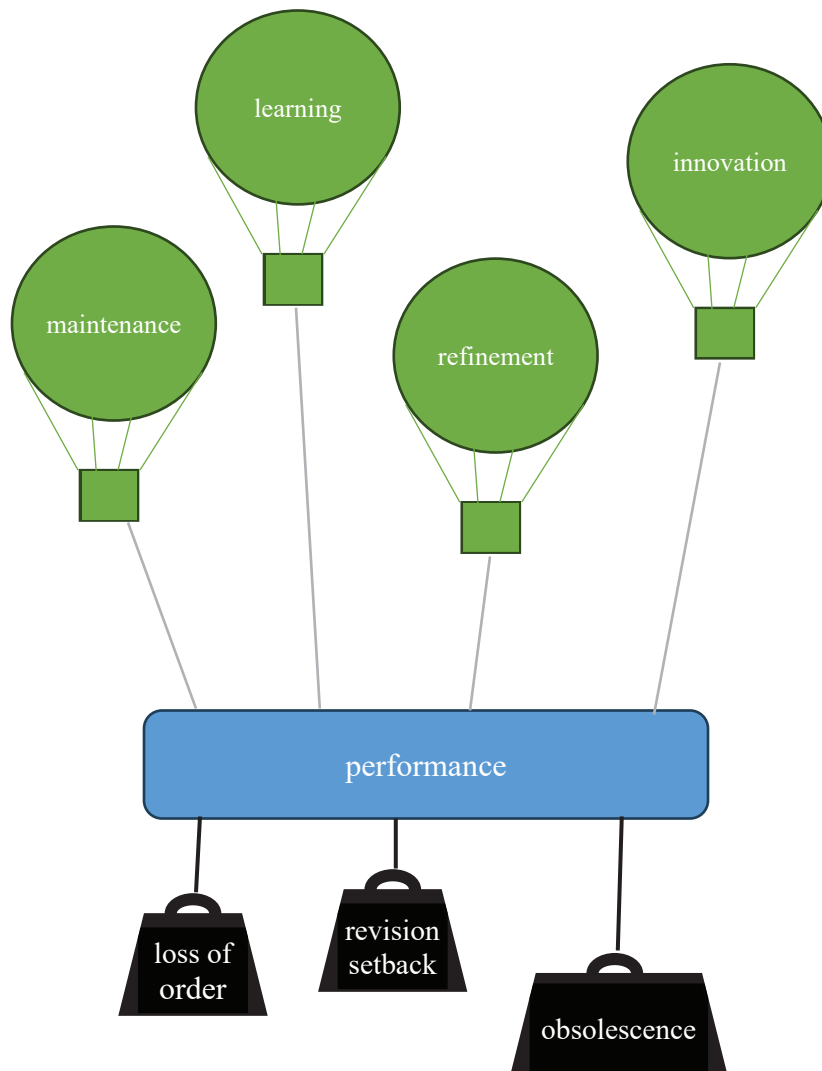 learning
innovation
maintenance
refinement
performance
loss of
order
revision
setback
obsolescence